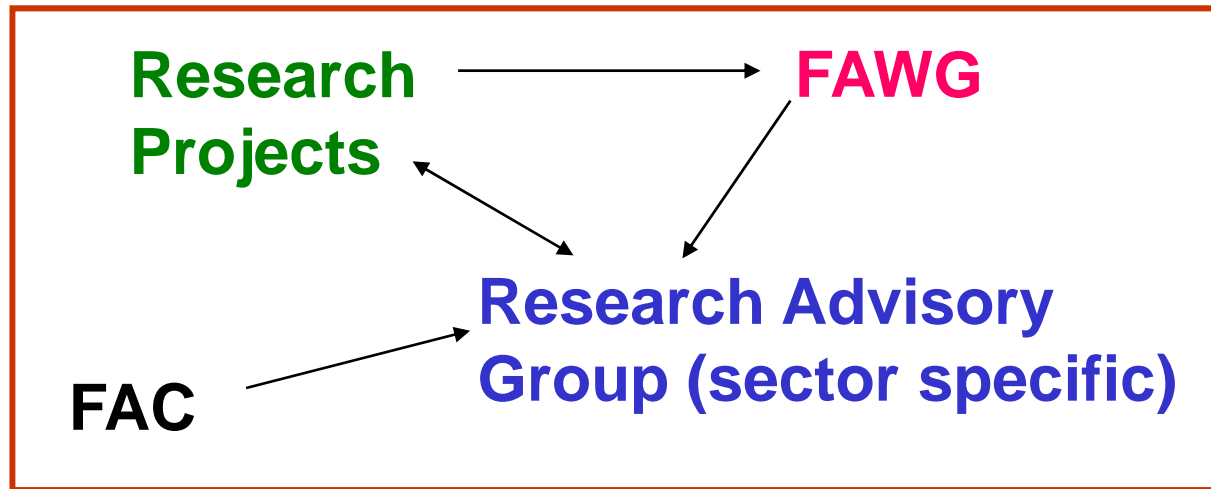 Research
Projects
FAWG
Research Advisory
Group (sector specific)
FAC